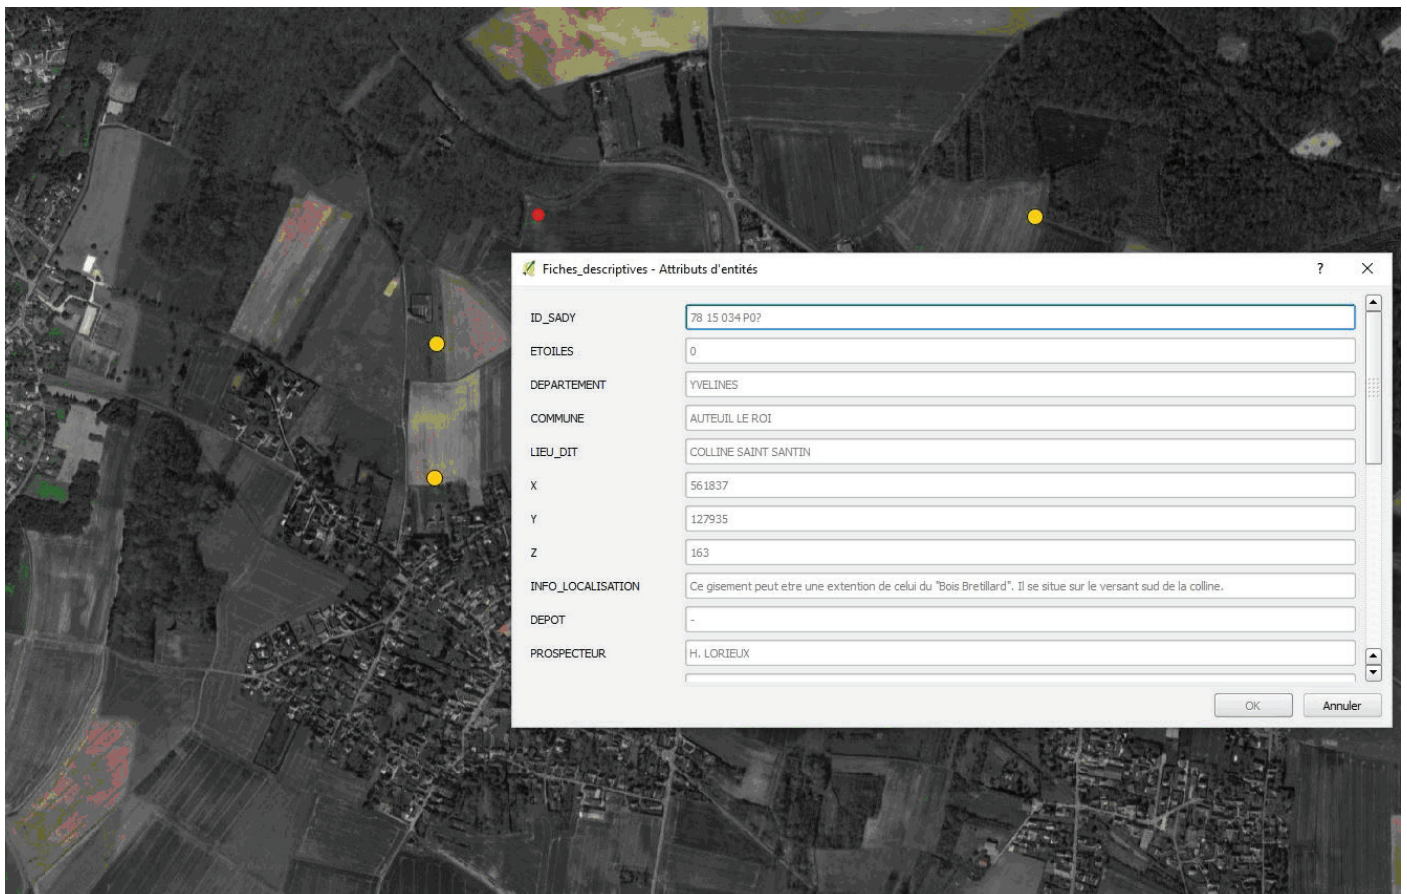 Fiches_descriptives - Attributs d'entités
ID_SADY 78 15 034 P0?
ETOILES 0
DEPARTEMENT YVELINES
COMMUNE AUTEUIL LE ROI
LIEU_DIT COLLINE SAINT SANTIN
X 561837
Y 127935
Z 163
INFO_LOCALISATION Ce gisement peut etre une extention de celui du "Bois Bretillard". Il se situe sur le versant sud de la colline.
DEPOT -
PROSPECTEUR H. LORIEUX
OK Annuler